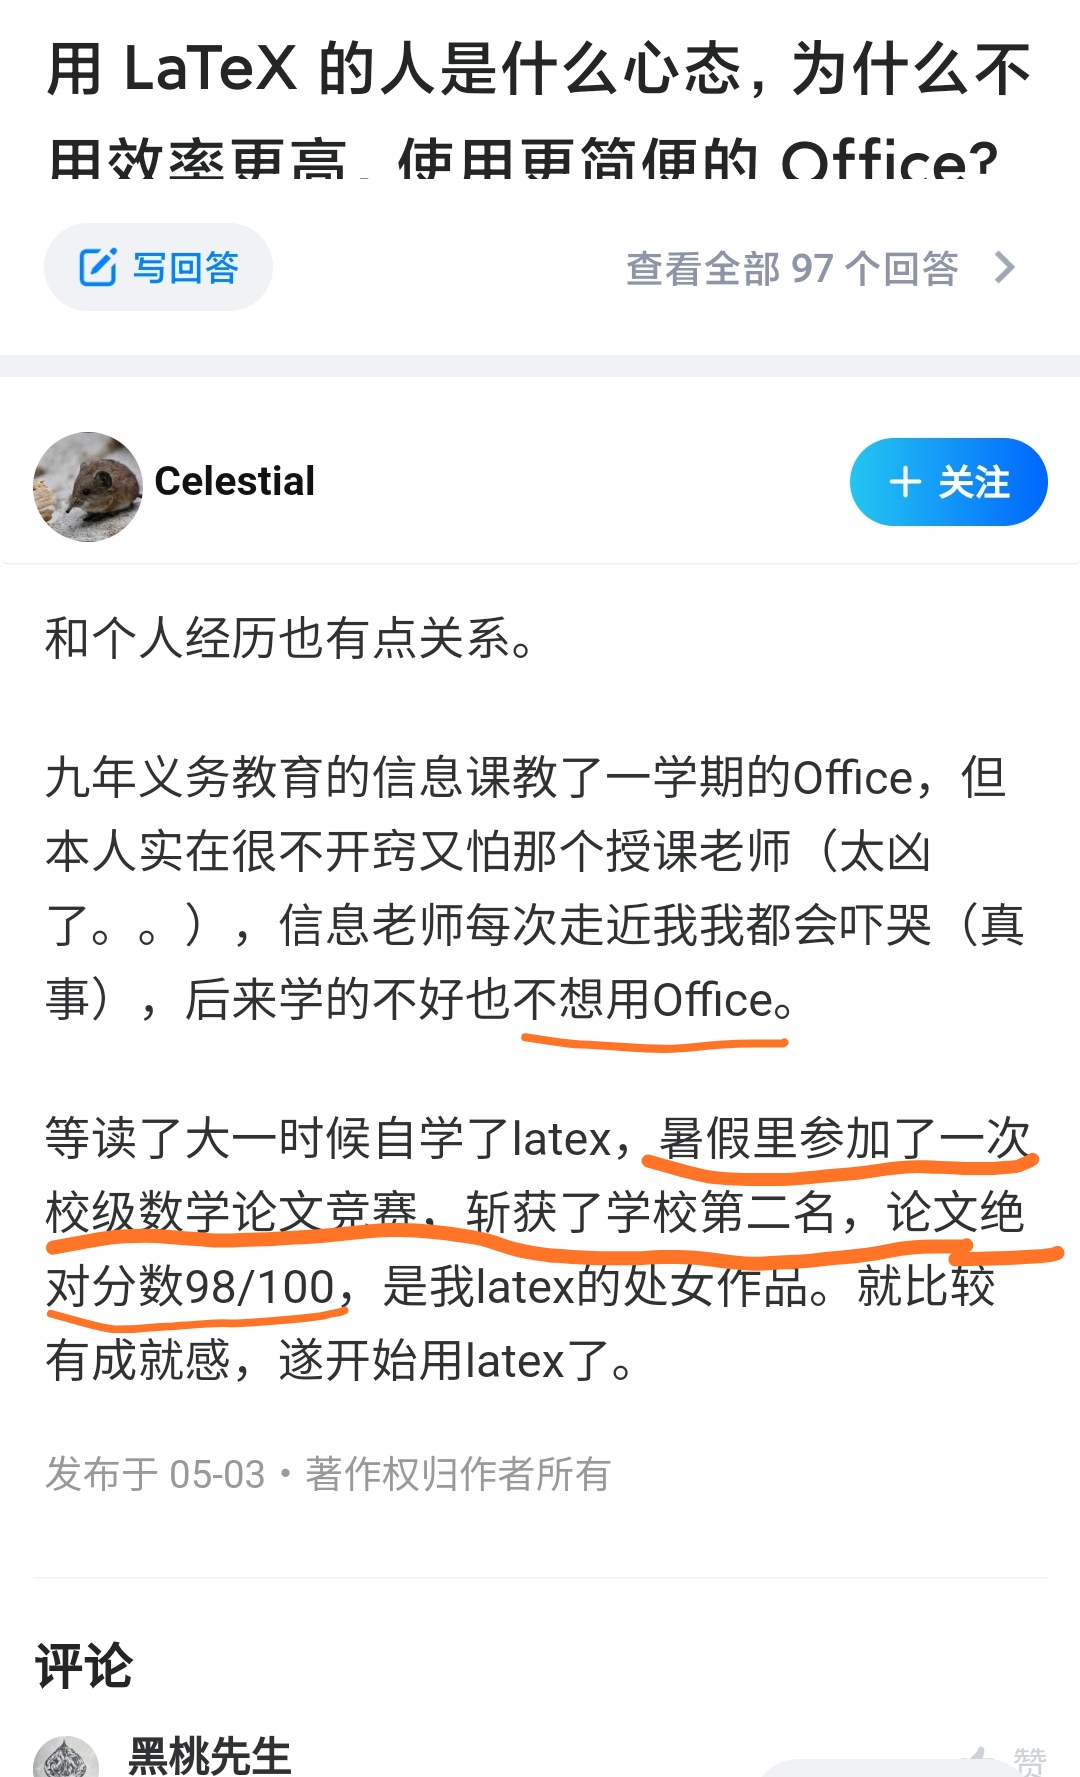 用 LaTeX 的人是什么心态，为什么不
用效率更高，使用更简便的 Office？
写回答
查看全部 97 个回答
Celestial
关注
和个人经历也有点关系。
九年义务教育的信息课教了一学期的Office，但
本人实在很不开窍又怕那个授课老师（太凶
了。。），信息老师每次走近我我都会吓哭（真
事），后来学的不好也不想用Office。
等读了大一时候自学了latex，暑假里参加了一次
校级数学论文竞赛，斩获了学校第二名，论文绝
对分数98/100，是我latex的处女作品。就比较
有成就感，遂开始用latex了。
发布于 05-03・著作权归作者所有
评论
黑桃先生
赞